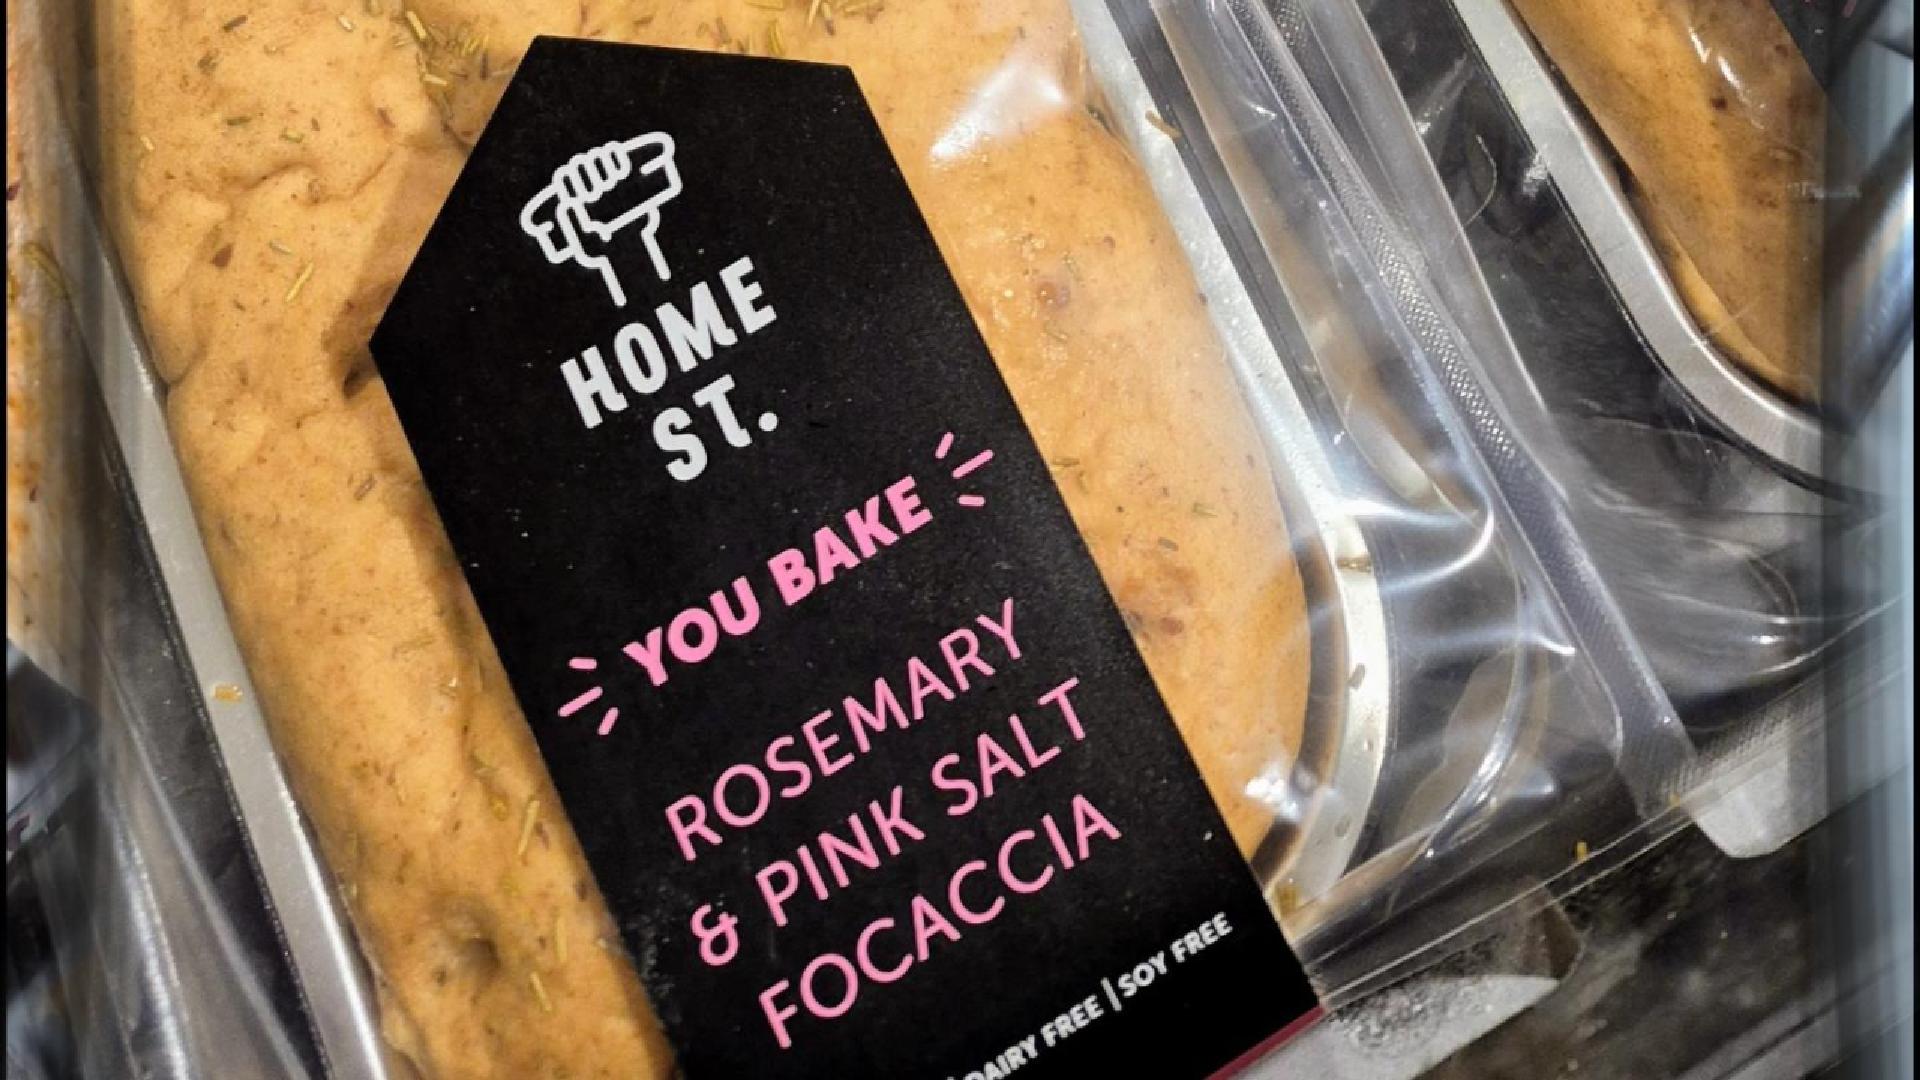 HOME
ST.
YOU BAKE
ROSEMARY
& PINK SALT
FOCACCIA
| DAIRY FREE | SOY FREE